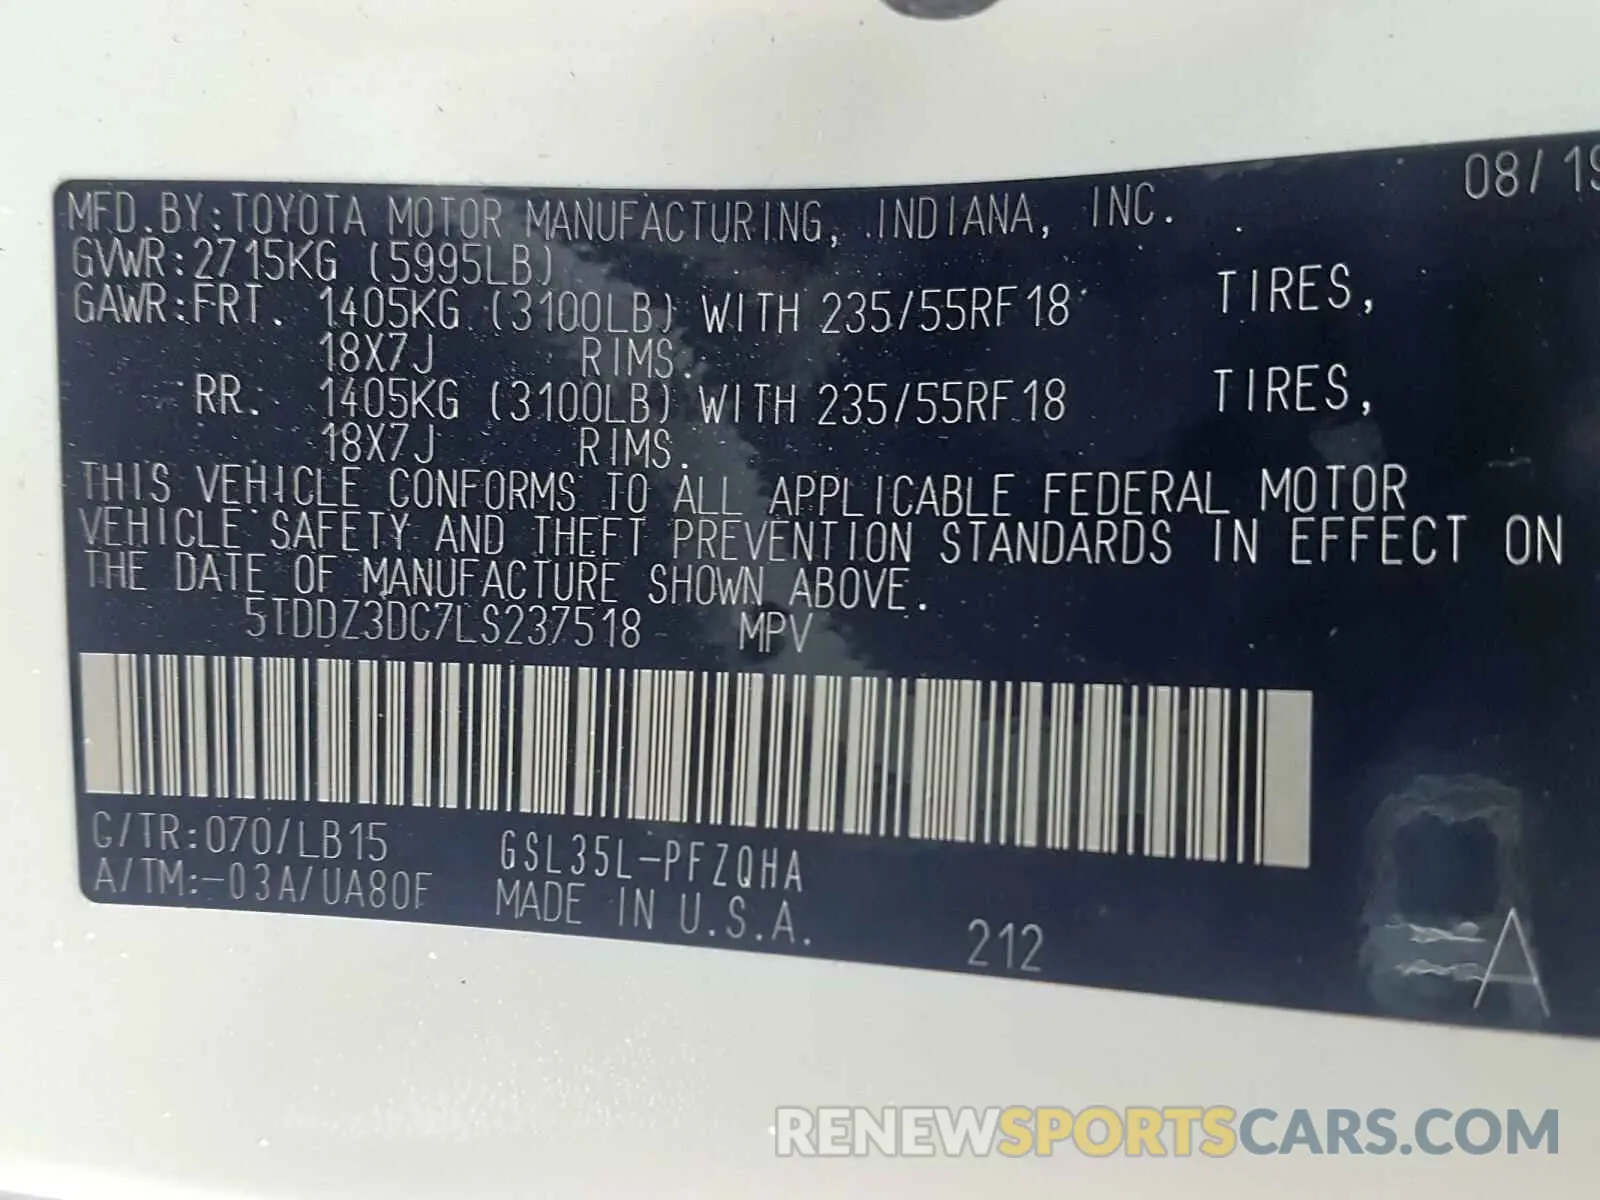 08/19
MFD.BY:TOYOTA MOTOR MANUFACTURING, INDIANA, INC.
GVWR:2715KG (5995LB)
GAWR:FRT. 1405KG (3100LB) WITH 235/55RF18 TIRES,
18X7J RIMS.
RR. 1405KG (3100LB) WITH 235/55RF18 TIRES,
18X7J RIMS.
THIS VEHICLE CONFORMS TO ALL APPLICABLE FEDERAL MOTOR
VEHICLE SAFETY AND THEFT PREVENTION STANDARDS IN EFFECT ON
THE DATE OF MANUFACTURE SHOWN ABOVE.
5TDDZ3DC7LS237518 MPV
C/TR:070/LB15 GSL35L-PFZQHA
A/TM:-03A/UA80F MADE IN U.S.A.
212
A
RENEWSPORTSCARS.COM